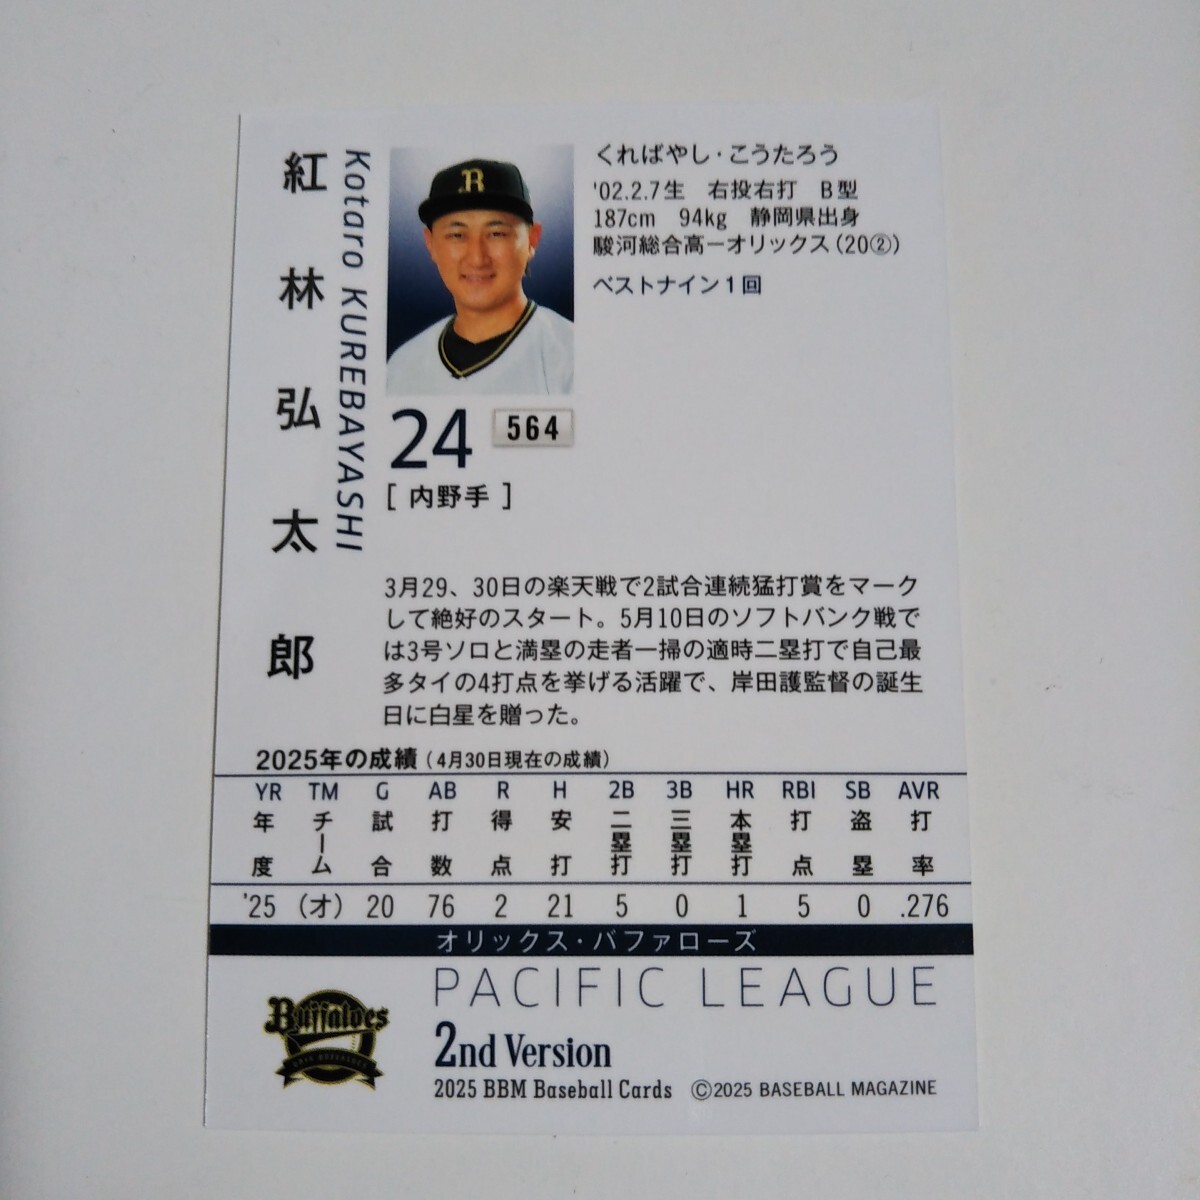 紅林弘太郎
Kotaro KUREBAYASHI
B
くればやし・こうたろう
'02.2.7生 右投右打 B型
187cm 94kg 静岡県出身
駿河総合高ーオリックス(20②)
ベストナイン1回
24
564
[内野手]
3月29、30日の楽天戦で2試合連続猛打賞をマーク
して絶好のスタート。5月10日のソフトバンク戦で
は3号ソロと満塁の走者一掃の適時二塁打で自己最
多タイの4打点を挙げる活躍で、岸田護監督の誕生
日に白星を贈った。
2025年の成績(4月30日現在の成績)
YR TM G AB R H 2B 3B HR RBI SB AVR
年度 チーム 試合 打数 得点 安打 二塁打 三塁打 本塁打 打点 盗塁 打率
'25 (オ) 20 76 2 21 5 0 1 5 0 .276
オリックス・バファローズ
PACIFIC LEAGUE
Buffaloes
ORIX BUFFALOES
2nd Version
2025 BBM Baseball Cards ©2025 BASEBALL MAGAZINE